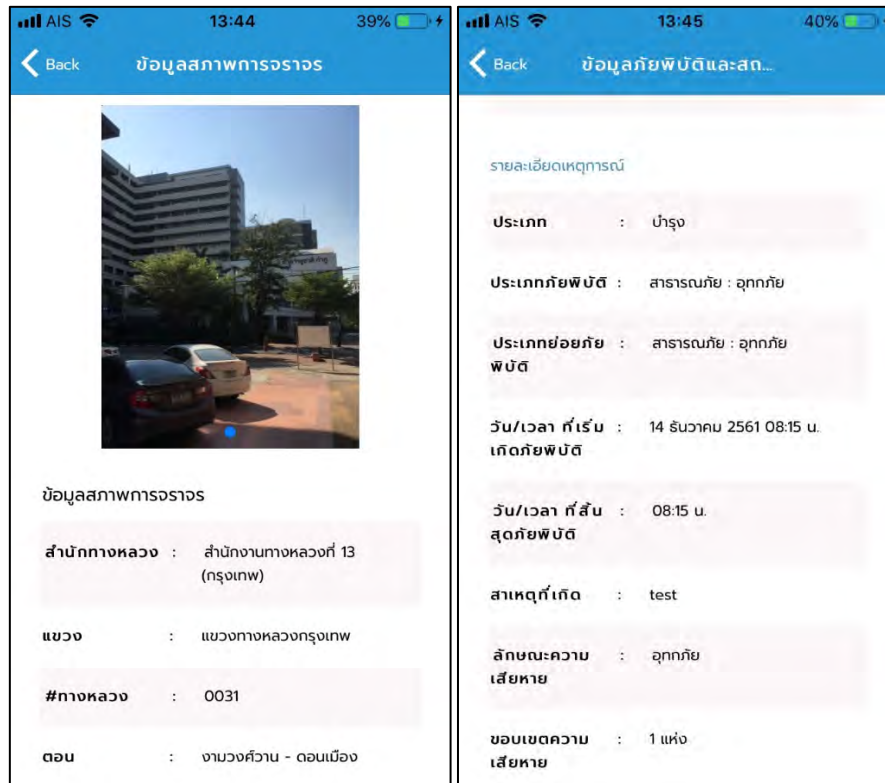 AIS 13:44 39%
Back ข้อมูลสภาพการจราจร
ข้อมูลสภาพการจราจร
สำนักทางหลวง : สำนักงานทางหลวงที่ 13
(กรุงเทพ)
แขวง : แขวงทางหลวงกรุงเทพ
#ทางหลวง : 0031
ตอน : งามวงศ์วาน - ดอนเมือง
AIS 13:45 40%
Back ข้อมูลภัยพิบัติและสถ...
รายละเอียดเหตุการณ์
ประเภท : บำรุง
ประเภทภัยพิบัติ : สาธารณภัย : อุทกภัย
ประเภทย่อยภัย : สาธารณภัย : อุทกภัย
พิบัติ
วัน/เวลา ที่เริ่ม : 14 ธันวาคม 2561 08:15 น.
เกิดภัยพิบัติ
วัน/เวลา ที่สิ้น : 08:15 น.
สุดภัยพิบัติ
สาเหตุที่เกิด : test
ลักษณะความ : อุทกภัย
เสียหาย
ขอบเขตความ : 1 แห่ง
เสียหาย